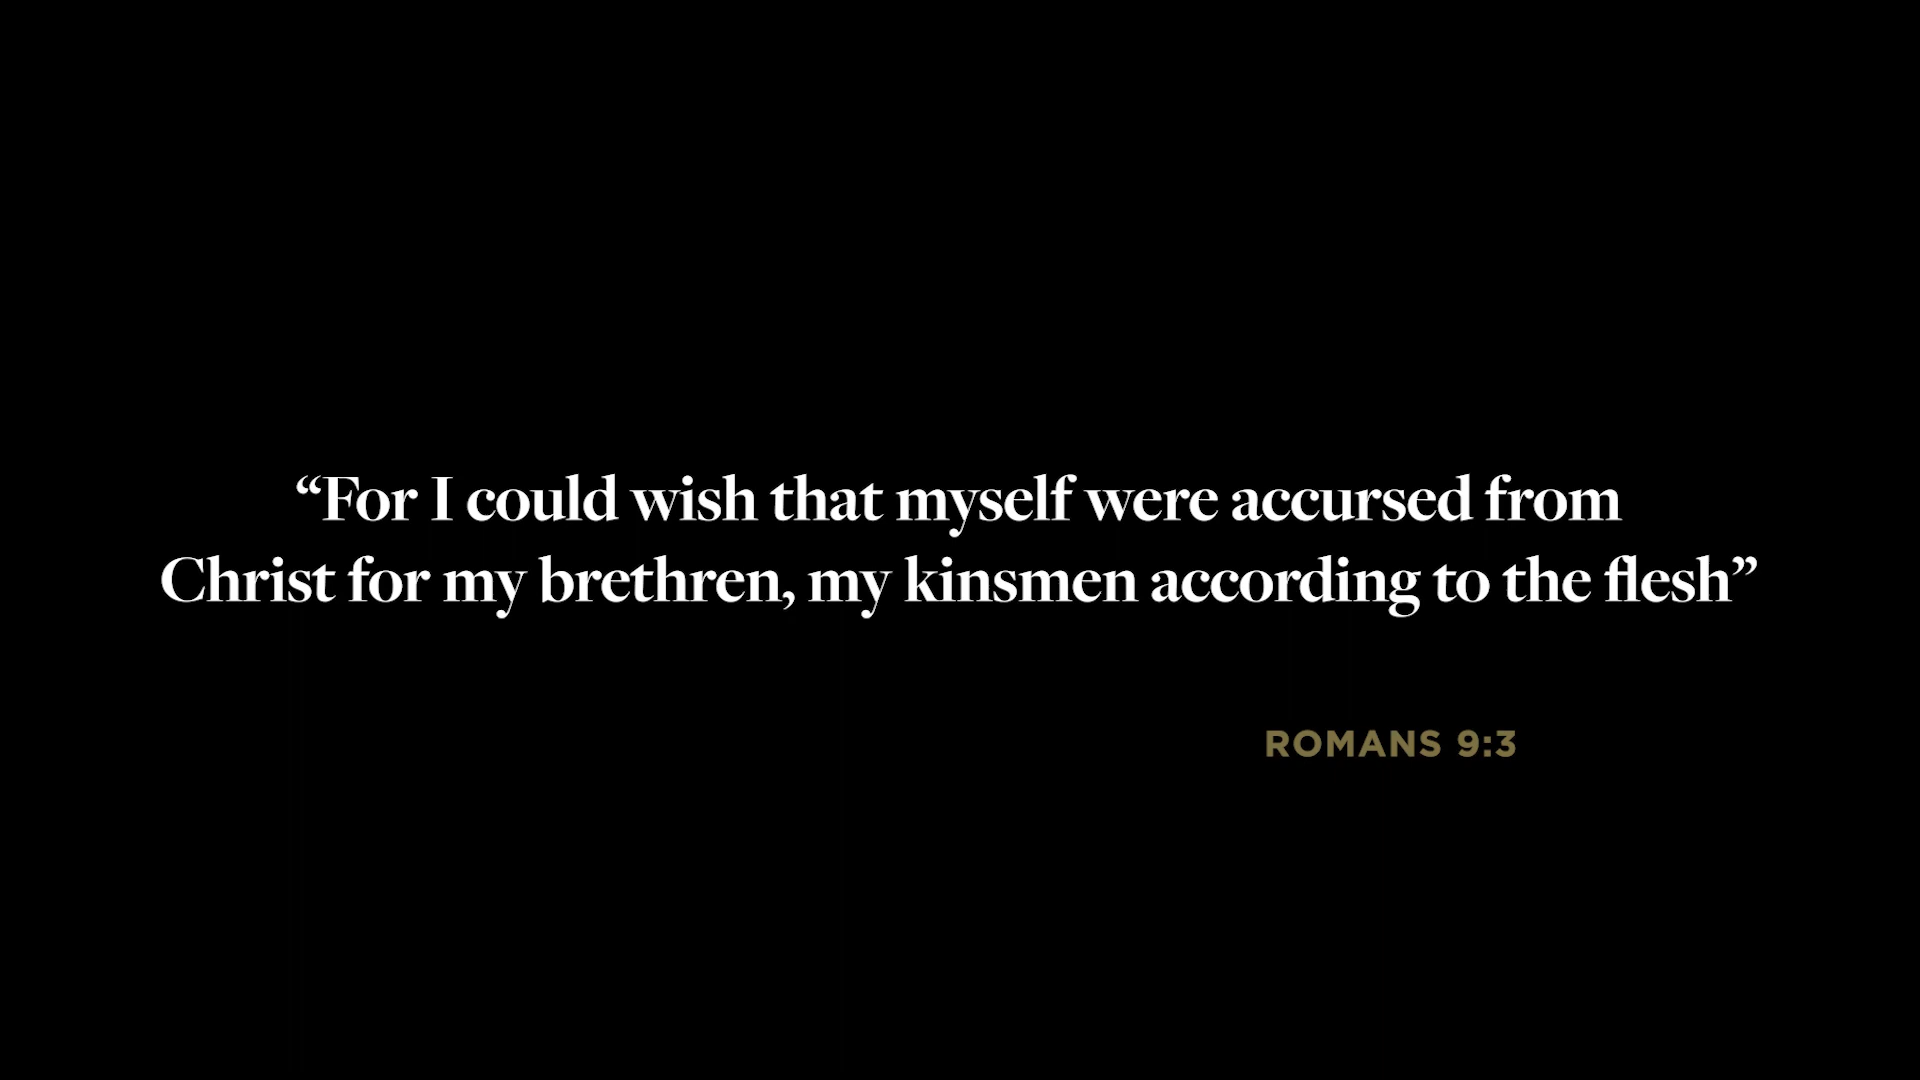 “For I could wish that myself were accursed from
Christ for my brethren, my kinsmen according to the flesh”
ROMANS 9:3